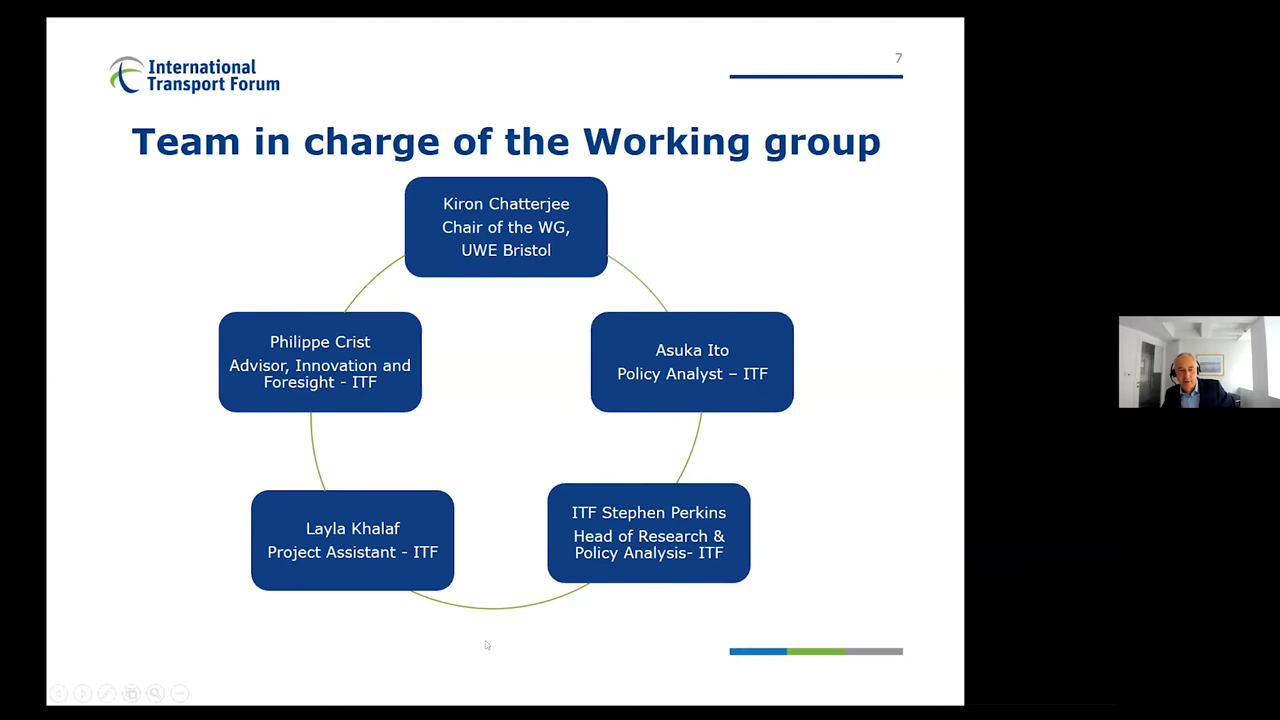 International
Transport Forum
7
Team in charge of the Working group
Kiron Chatterjee
Chair of the WG,
UWE Bristol
Philippe Crist
Advisor, Innovation and
Foresight - ITF
Asuka Ito
Policy Analyst – ITF
Layla Khalaf
Project Assistant - ITF
ITF Stephen Perkins
Head of Research &
Policy Analysis- ITF